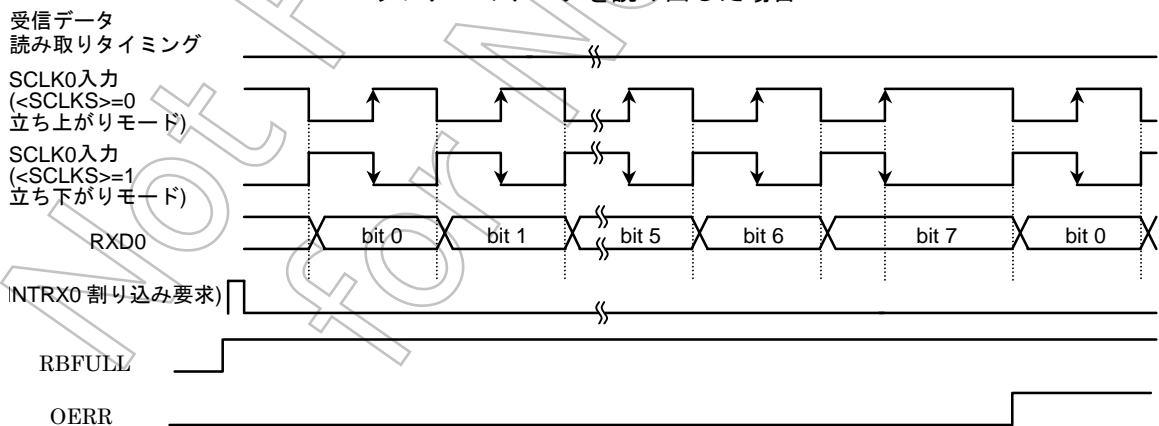 受信データ
読み取りタイミング
SCLK0入力
(<SCLKS>=0
立ち上がりモード)
SCLK0入力
(<SCLKS>=1
立ち下がりモード)
RXD0
bit 0
bit 1
bit 5
bit 6
bit 7
bit 0
NTRX0 割り込み要求)
RBFULL
OERR
Not
for